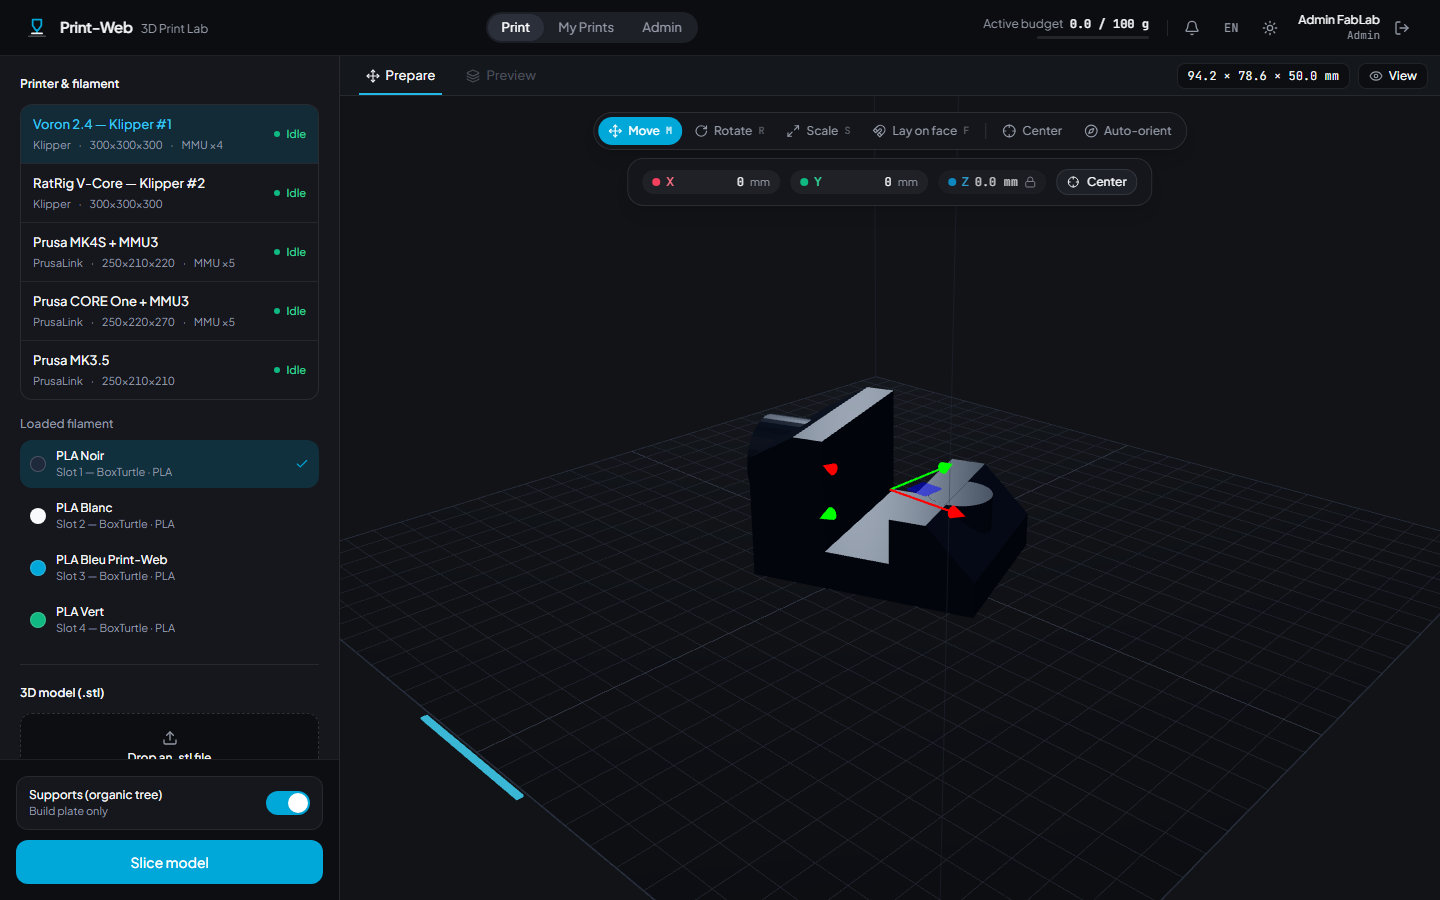 Print-Web 3D Print Lab
Print My Prints Admin
Active budget 0.0 / 100 g
EN
Admin FabLab
Admin
Printer & filament
Voron 2.4 — Klipper #1
Klipper · 300×300×300 · MMU ×4
Idle
RatRig V-Core — Klipper #2
Klipper · 300×300×300
Idle
Prusa MK4S + MMU3
PrusaLink · 250×210×220 · MMU ×5
Idle
Prusa CORE One + MMU3
PrusaLink · 250×220×270 · MMU ×5
Idle
Prusa MK3.5
PrusaLink · 250×210×210
Idle
Loaded filament
PLA Noir
Slot 1 — BoxTurtle · PLA
PLA Blanc
Slot 2 — BoxTurtle · PLA
PLA Bleu Print-Web
Slot 3 — BoxTurtle · PLA
PLA Vert
Slot 4 — BoxTurtle · PLA
3D model (.stl)
Drop an .stl file
Supports (organic tree)
Build plate only
Slice model
Prepare Preview
94.2 × 78.6 × 50.0 mm
View
Move M Rotate R Scale S Lay on face F Center Auto-orient
X 0 mm Y 0 mm Z 0.0 mm Center